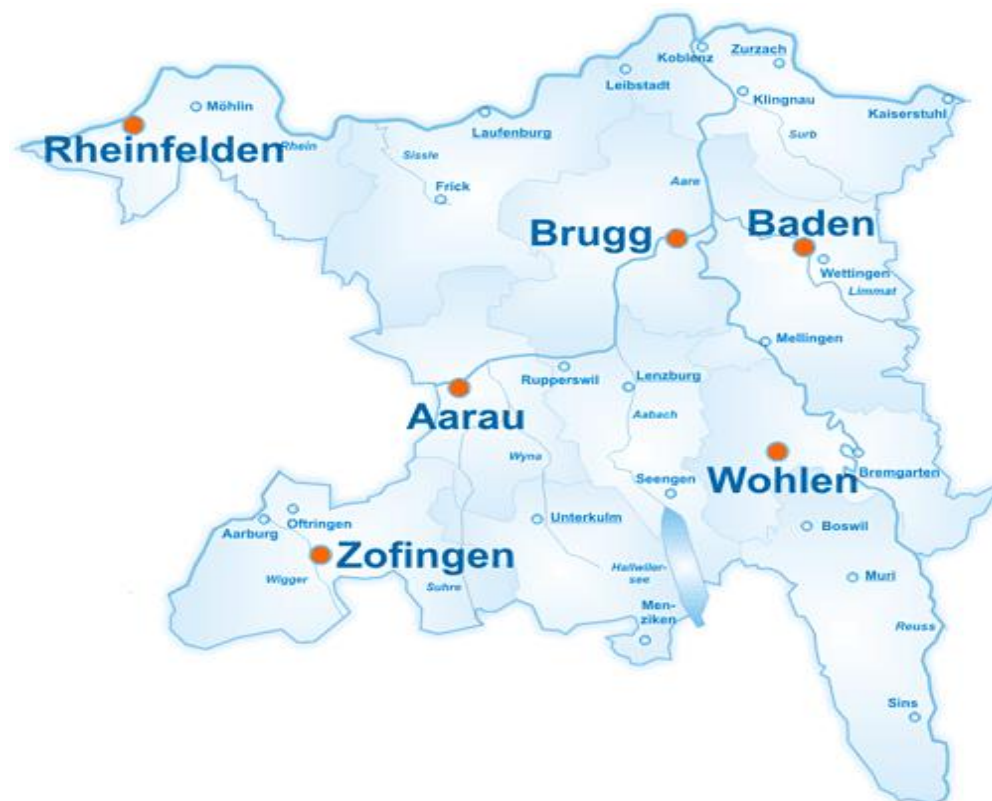 Koblenz
Zurzach
Leibstadt
Klingnau
Kaiserstuhl
Möhlin
Laufenburg
Surb
Rheinfelden
Rhein
Sissle
Frick
Aare
Brugg
Baden
Wettingen
Limmat
Mellingen
Rupperswil
Lenzburg
Aarau
Aabach
Wyna
Bremgarten
Wohlen
Seengen
Unterkulm
Boswil
Oftringen
Aarburg
Zofingen
Wigger
Suhre
Hallwiler-
see
Muri
Men-
ziken
Reuss
Sins